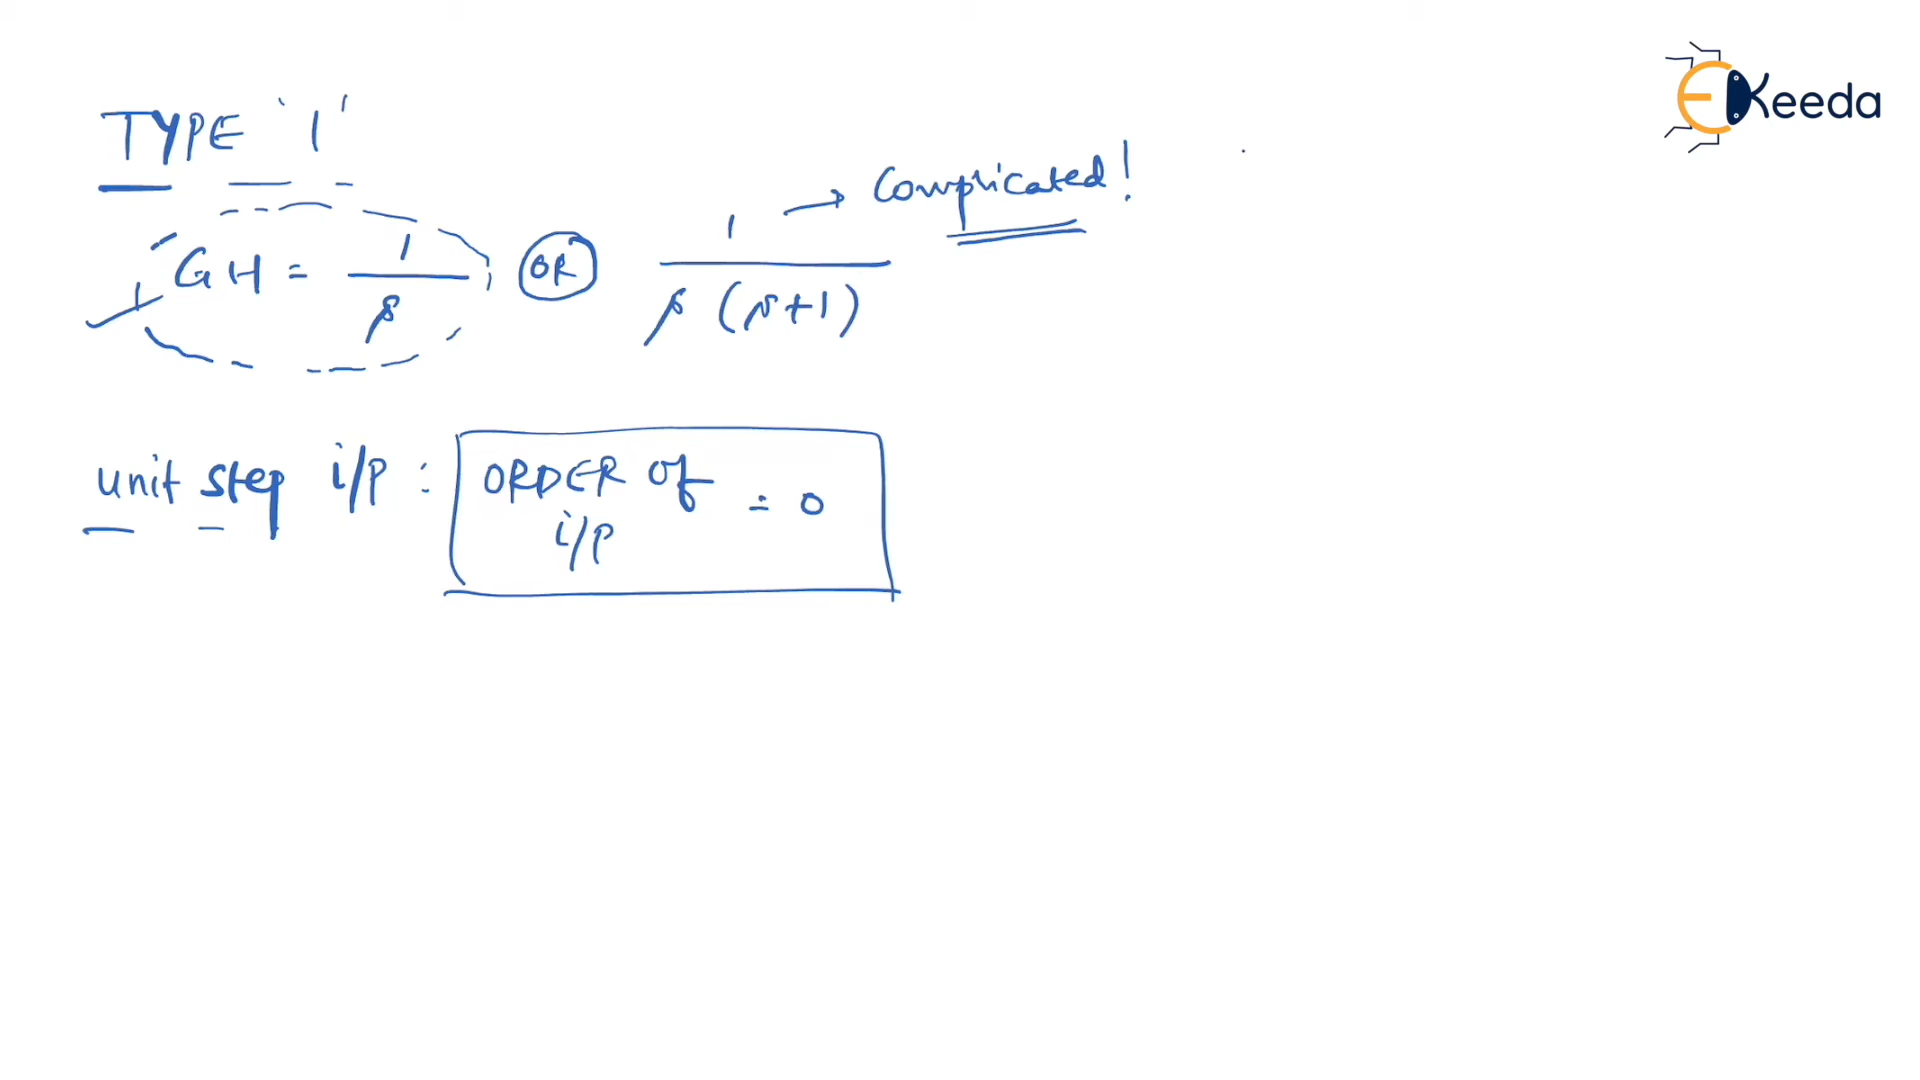 EKeeda
TYPE '1'
GH = 1/s OR 1/s(s+1) → Complicated!
unit step i/p : ORDER of i/p = 0